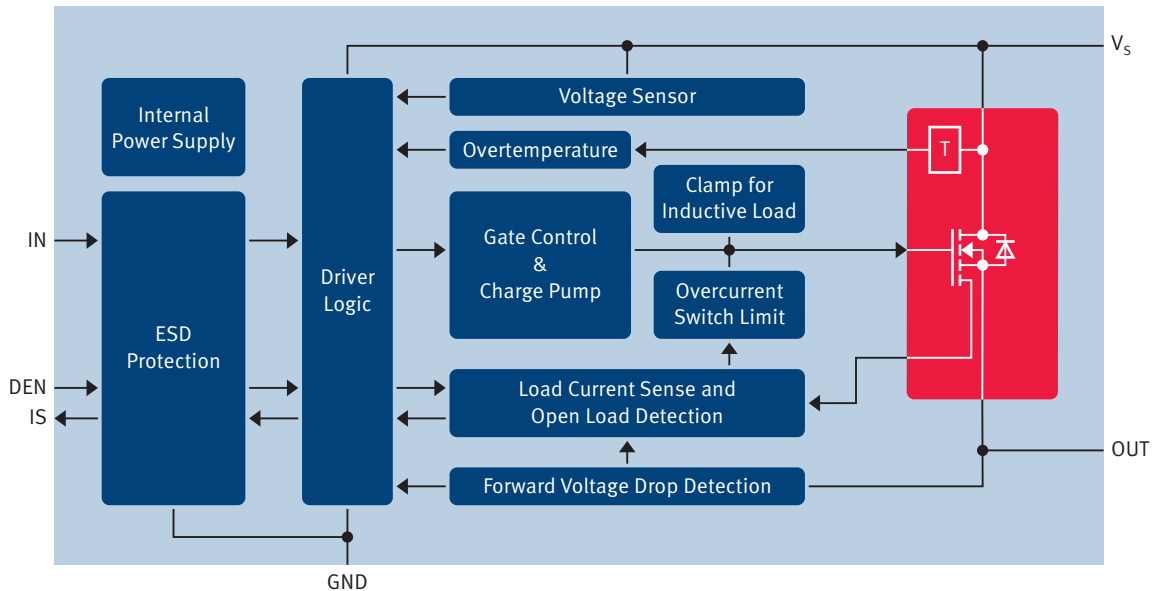 V_S
Voltage Sensor
Internal
Power Supply
Overtemperature
T
Clamp for
Inductive Load
IN
Gate Control
&
Charge Pump
Driver
Logic
Overcurrent
Switch Limit
ESD
Protection
DEN
IS
Load Current Sense and
Open Load Detection
OUT
Forward Voltage Drop Detection
GND